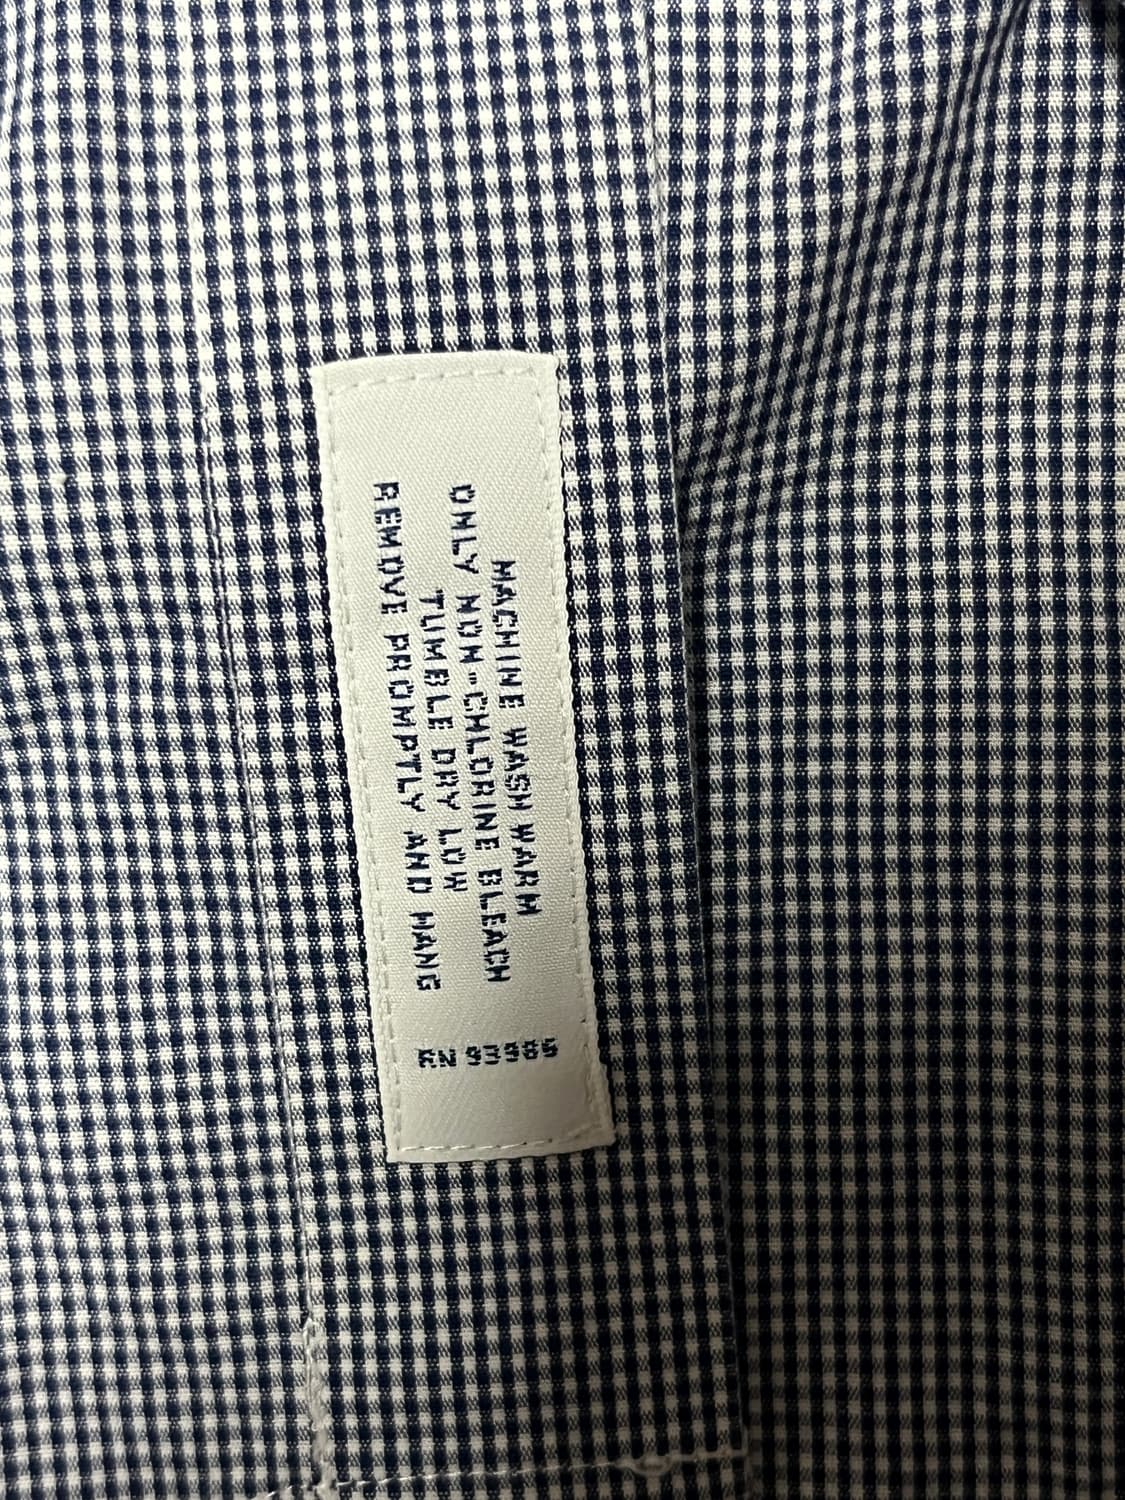 MACHINE WASH WARM
ONLY NON-CHLORINE BLEACH
TUMBLE DRY LOW
REMOVE PROMPTLY AND HANG
RN 93985